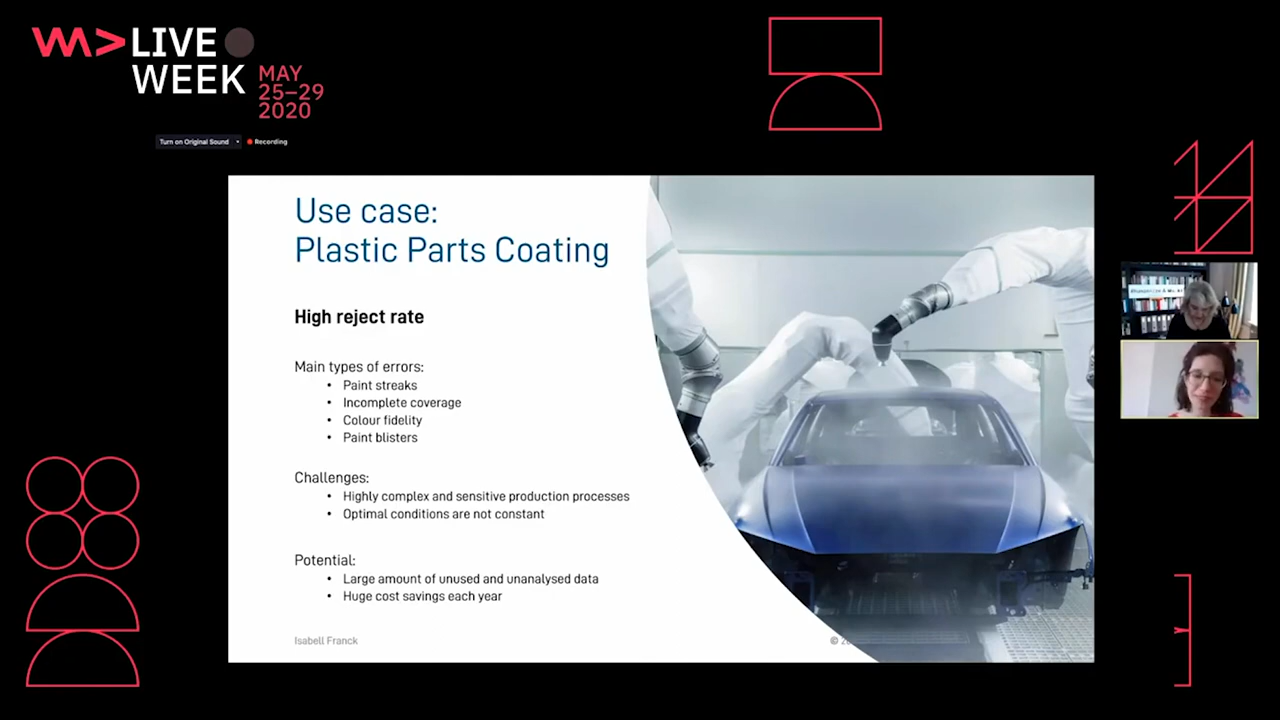 LIVE
WEEK
MAY
25–29
2020
Turn on Original Sound
Recording
Use case:
Plastic Parts Coating
High reject rate
Main types of errors:
• Paint streaks
• Incomplete coverage
• Colour fidelity
• Paint blisters
Challenges:
• Highly complex and sensitive production processes
• Optimal conditions are not constant
Potential:
• Large amount of unused and unanalysed data
• Huge cost savings each year
Isabell Franck
©